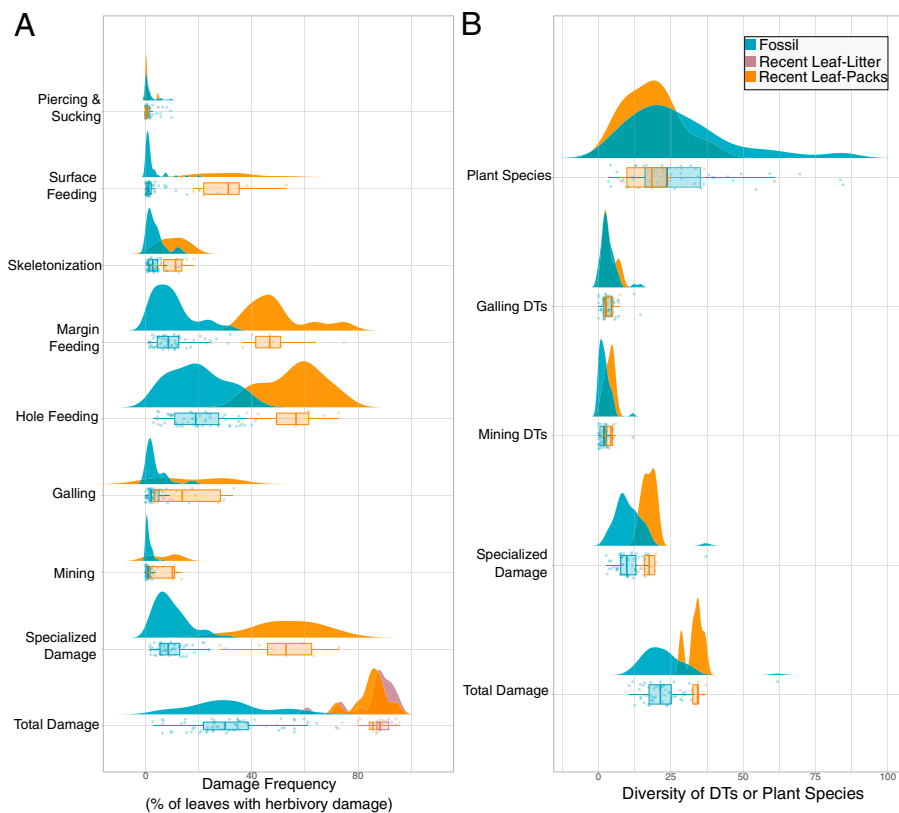 A
Piercing &
Sucking
Surface
Feeding
Skeletonization
Margin
Feeding
Hole Feeding
Galling
Mining
Specialized
Damage
Total Damage
0
40
80
Damage Frequency
(% of leaves with herbivory damage)
B
Fossil
Recent Leaf-Litter
Recent Leaf-Packs
Plant Species
Galling DTs
Mining DTs
Specialized
Damage
Total Damage
0
25
50
75
100
Diversity of DTs or Plant Species